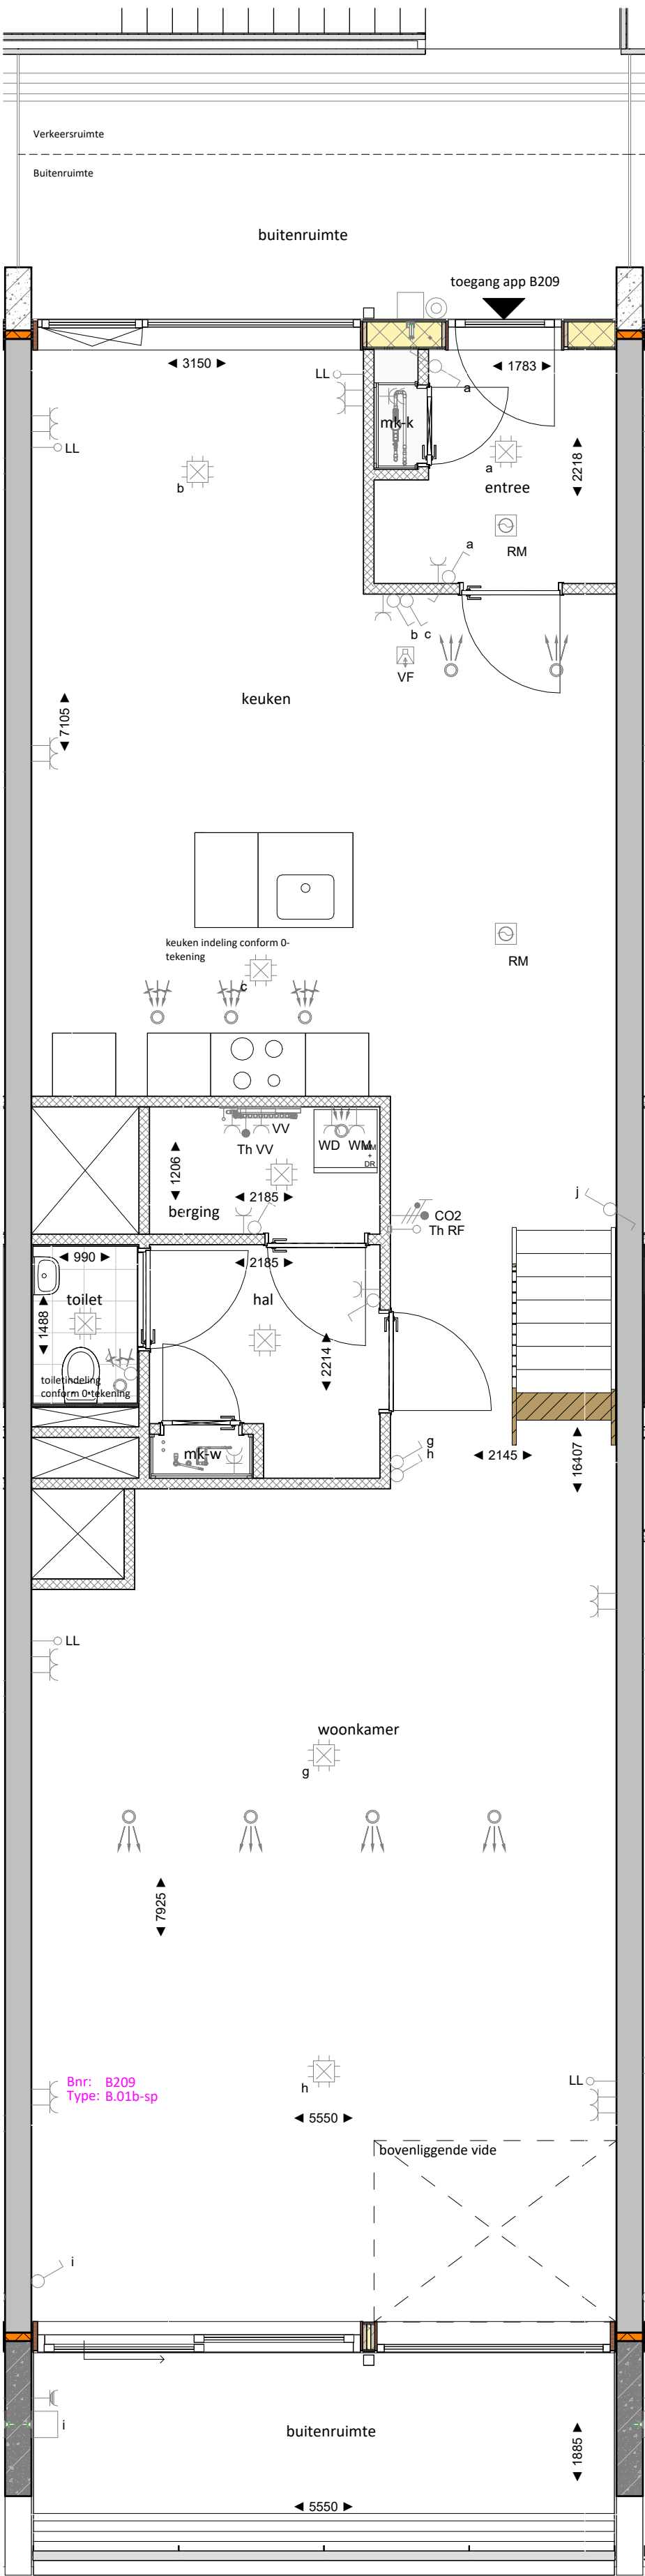 Verkeersruimte
Buitenruimte
buitenruimte
toegang app B209
3150
1783
LL
a
mk-k
LL
b
a
2218
entree
RM
a
b c
VF
7105
keuken
keuken indeling conform 0-
tekening
c
RM
VV
Th VV
WD WM
WM
+
DR
1206
2185
berging
j
CO2
Th RF
990
2185
toilet
hal
1488
2214
toiletindeling
conform 0-tekening
mk-w
g
h
2145
16407
LL
woonkamer
g
7925
Bnr: B209
Type: B.01b-sp
h
LL
5550
bovenliggende vide
i
i
buitenruimte
1885
5550